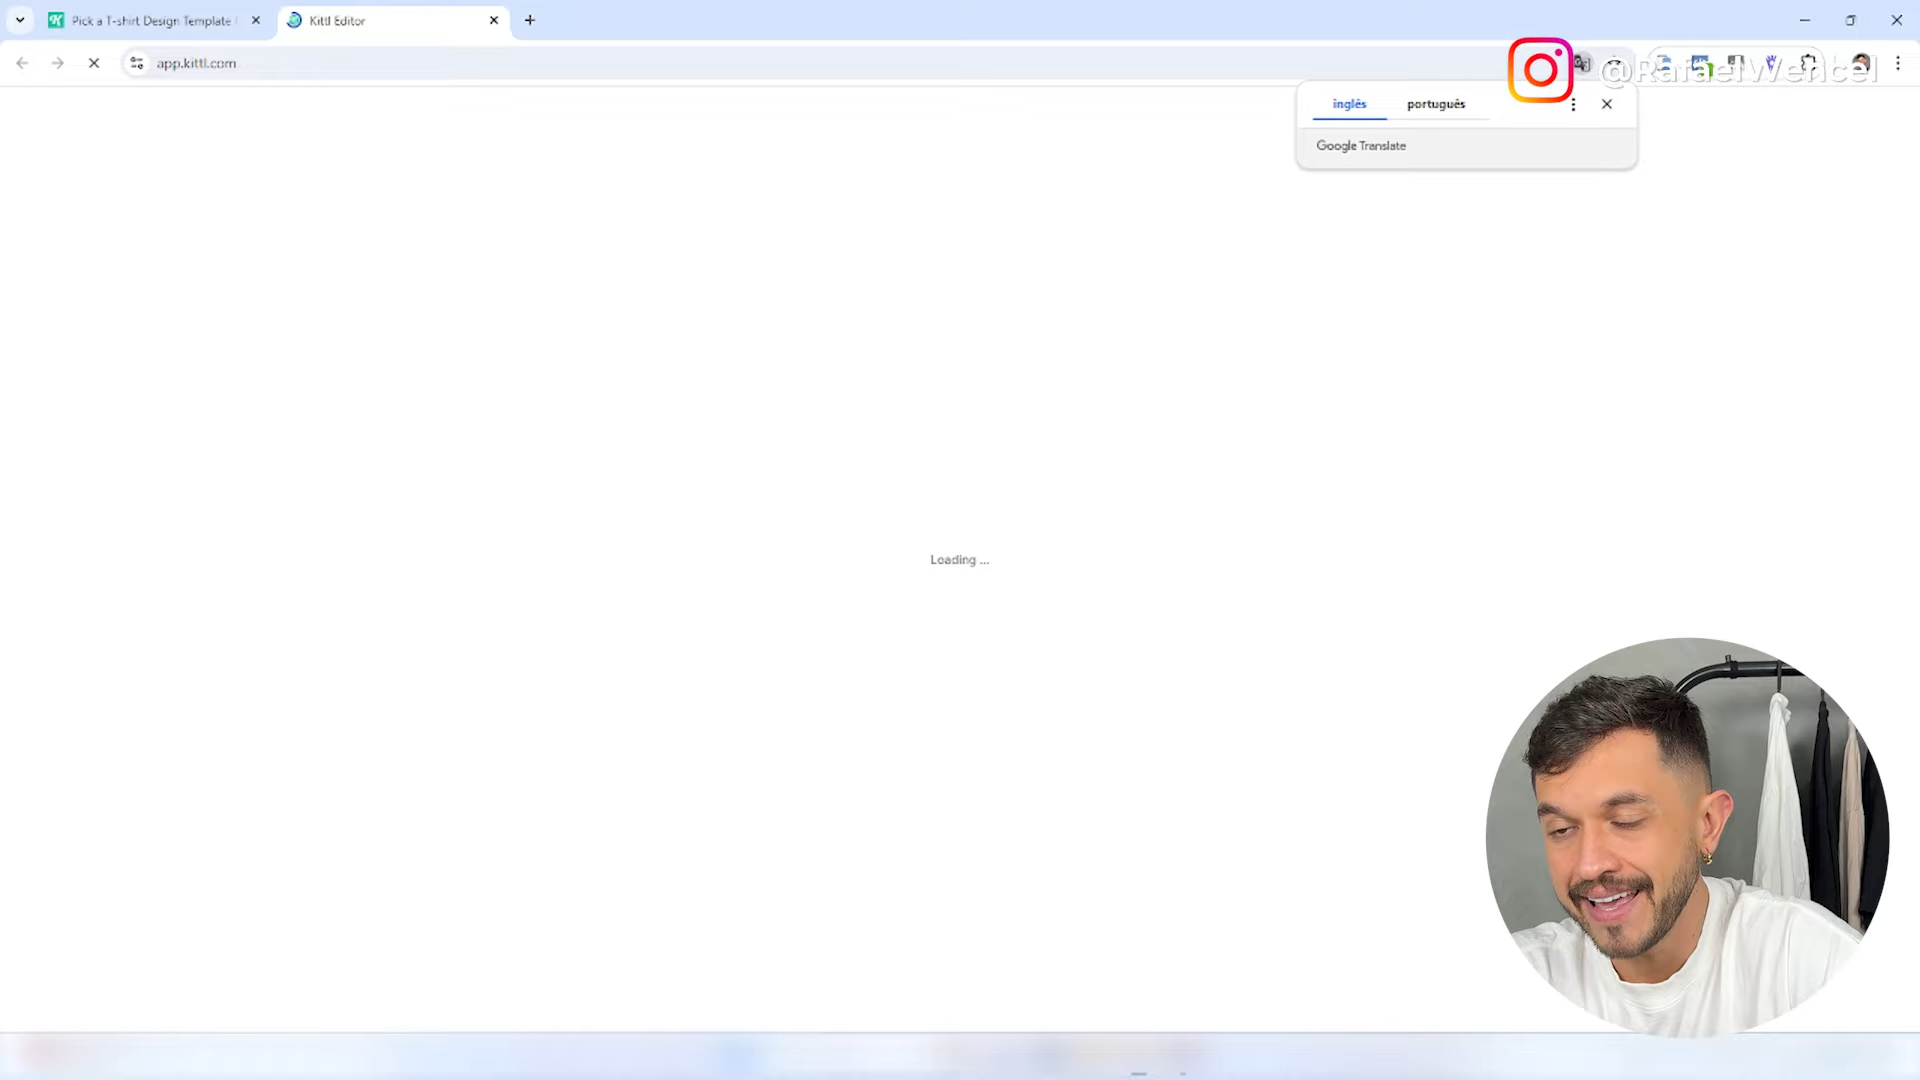 Pick a T-shirt Design Template
Kittl Editor
app.kittl.com
@RafaelWencel
inglês português
Google Translate
Loading ...